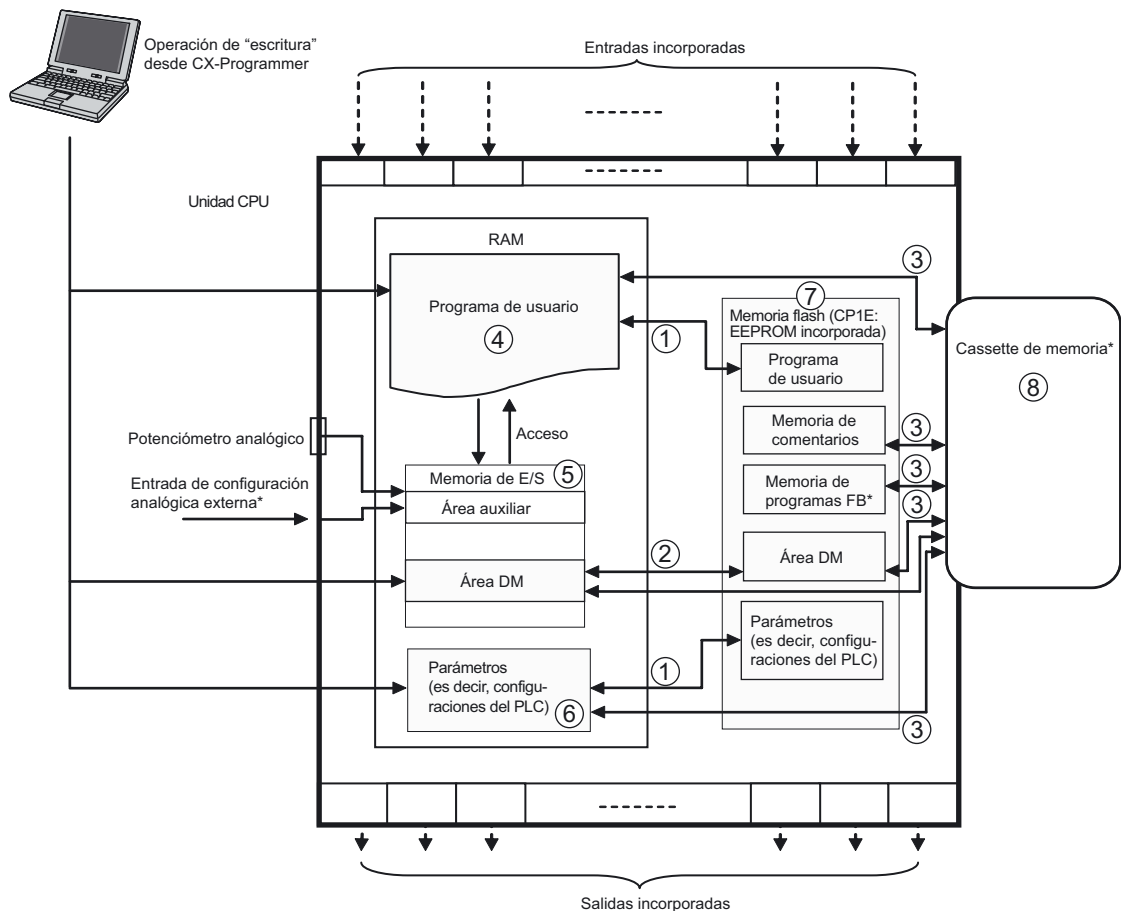 Operación de “escritura”
desde CX-Programmer
Entradas incorporadas
Unidad CPU
RAM
Programa de usuario
④
①
③
⑦
Memoria flash (CP1E:
EEPROM incorporada)
Programa
de usuario
Cassette de memoria*
⑧
Memoria de
comentarios
③
Acceso
Potenciómetro analógico
Memoria de E/S
⑤
Memoria de
programas FB*
③
Entrada de configuración
analógica externa*
Área auxiliar
③
②
Área DM
Área DM
Parámetros
(es decir, configu-
raciones del PLC)
Parámetros
(es decir, configu-
raciones del PLC)
⑥
①
③
Salidas incorporadas